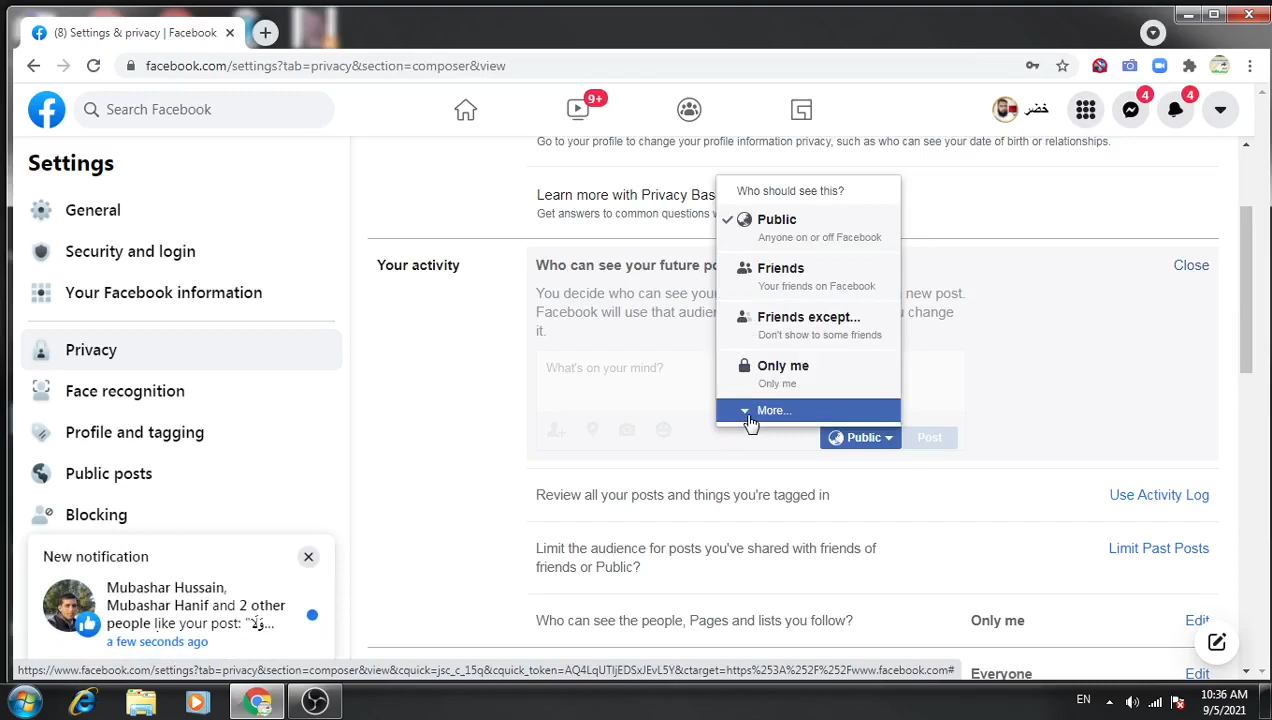 (8) Settings & privacy | Facebook
facebook.com/settings?tab=privacy&section=composer&view
Search Facebook
9+
خضر
4
4
Settings
General
Security and login
Your Facebook information
Privacy
Face recognition
Profile and tagging
Public posts
Blocking
New notification
Mubashar Hussain,
Mubashar Hanif and 2 other
people like your post: "وَلَا...
a few seconds ago
Go to your profile to change your profile information privacy, such as who can see your date of birth or relationships.
Learn more with Privacy Bas
Get answers to common questions w
Your activity
Who can see your future po
Close
You decide who can see your
new post.
Facebook will use that audien
u change
it.
What's on your mind?
Who should see this?
Public
Anyone on or off Facebook
Friends
Your friends on Facebook
Friends except...
Don't show to some friends
Only me
Only me
More...
Public
Post
Review all your posts and things you're tagged in
Use Activity Log
Limit the audience for posts you've shared with friends of
friends or Public?
Limit Past Posts
Who can see the people, Pages and lists you follow?
Only me
Edit
Everyone
Edit
https://www.facebook.com/settings?tab=privacy&section=composer&view&cquick=jsc_c_15q&cquick_token=AQ4LqUTIjEDSxJEvL5Y&ctarget=https%253A%252F%252Fwww.facebook.com#
EN
10:36 AM
9/5/2021